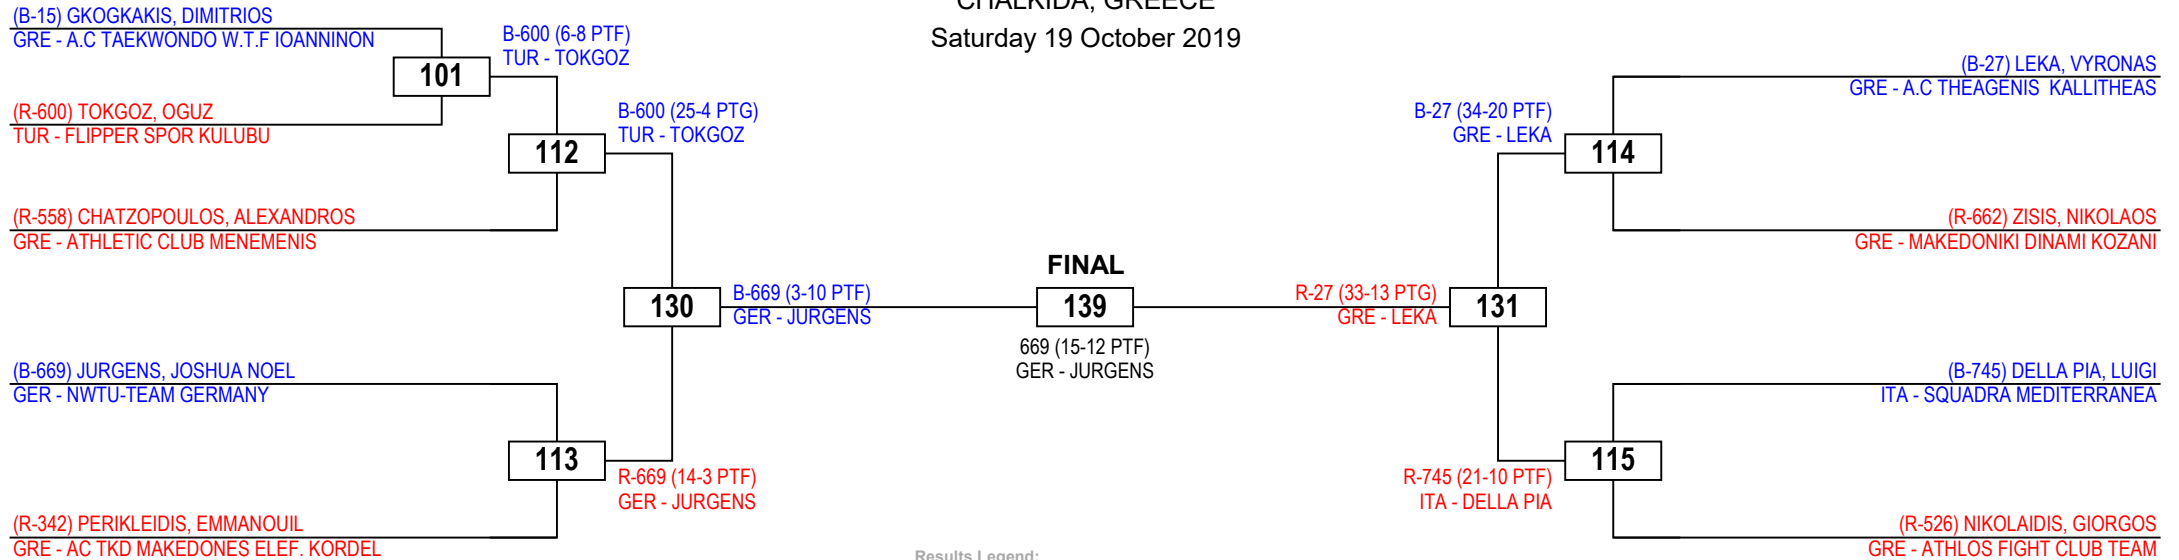 CHALKIDA, GREECE
Saturday 19 October 2019
(B-15) GKOGKAKIS, DIMITRIOS
GRE - A.C TAEKWONDO W.T.F IOANNINON
101
(R-600) TOKGOZ, OGUZ
TUR - FLIPPER SPOR KULUBU
B-600 (6-8 PTF)
TUR - TOKGOZ
112
(R-558) CHATZOPOULOS, ALEXANDROS
GRE - ATHLETIC CLUB MENEMENIS
B-600 (25-4 PTG)
TUR - TOKGOZ
130
(B-669) JURGENS, JOSHUA NOEL
GER - NWTU-TEAM GERMANY
113
(R-342) PERIKLEIDIS, EMMANOUIL
GRE - AC TKD MAKEDONES ELEF. KORDEL
R-669 (14-3 PTF)
GER - JURGENS
B-669 (3-10 PTF)
GER - JURGENS
FINAL
139
669 (15-12 PTF)
GER - JURGENS
R-27 (33-13 PTG)
GRE - LEKA
131
B-27 (34-20 PTF)
GRE - LEKA
114
(B-27) LEKA, VYRONAS
GRE - A.C THEAGENIS  KALLITHEAS
(R-662) ZISIS, NIKOLAOS
GRE - MAKEDONIKI DINAMI KOZANI
R-745 (21-10 PTF)
ITA - DELLA PIA
115
(B-745) DELLA PIA, LUIGI
ITA - SQUADRA MEDITERRANEA
(R-526) NIKOLAIDIS, GIORGOS
GRE - ATHLOS FIGHT CLUB TEAM
Results Legend: